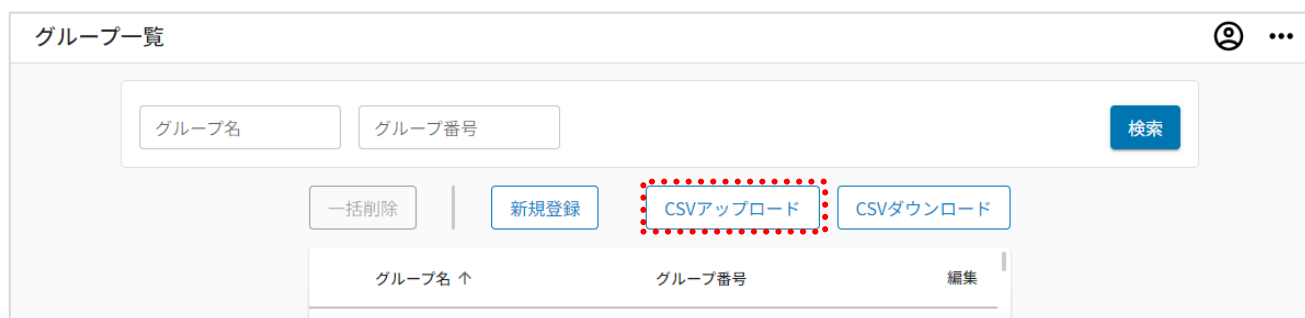 グループ一覧
グループ名 グループ番号 検索
一括削除 新規登録 CSVアップロード CSVダウンロード
グループ名 ↑ グループ番号 編集